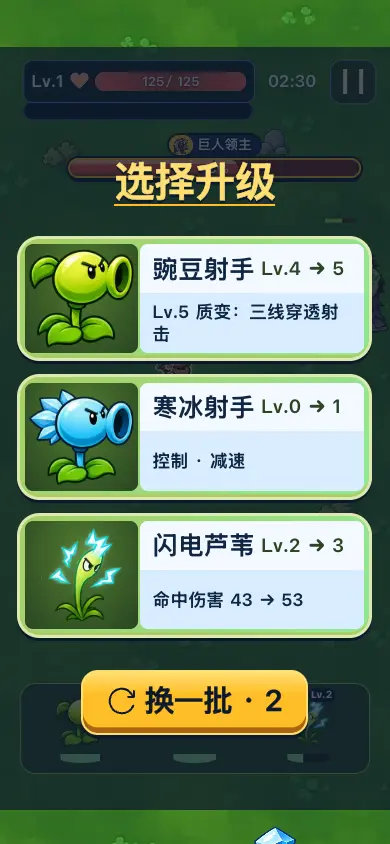 Lv.1 125/ 125 02:30
巨人领主
选择升级
豌豆射手 Lv.4 → 5
Lv.5 质变：三线穿透射
击
寒冰射手 Lv.0 → 1
控制 · 减速
闪电芦苇 Lv.2 → 3
命中伤害 43 → 53
换一批 · 2
Lv.2